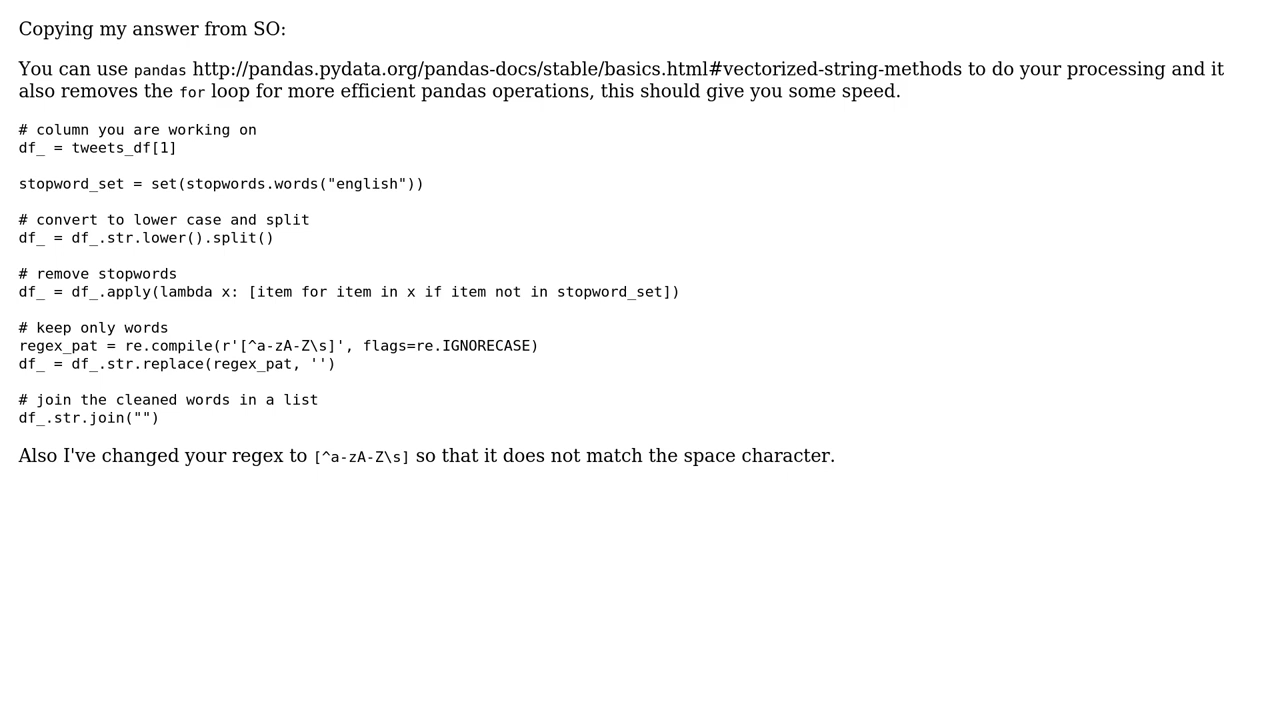 Copying my answer from SO:
You can use pandas http://pandas.pydata.org/pandas-docs/stable/basics.html#vectorized-string-methods to do your processing and it
also removes the for loop for more efficient pandas operations, this should give you some speed.
# column you are working on
df_ = tweets_df[1]
stopword_set = set(stopwords.words("english"))
# convert to lower case and split
df_ = df_.str.lower().split()
# remove stopwords
df_ = df_.apply(lambda x: [item for item in x if item not in stopword_set])
# keep only words
regex_pat = re.compile(r'[^a-zA-Z\s]', flags=re.IGNORECASE)
df_ = df_.str.replace(regex_pat, '')
# join the cleaned words in a list
df_.str.join("")
Also I've changed your regex to [^a-zA-Z\s] so that it does not match the space character.